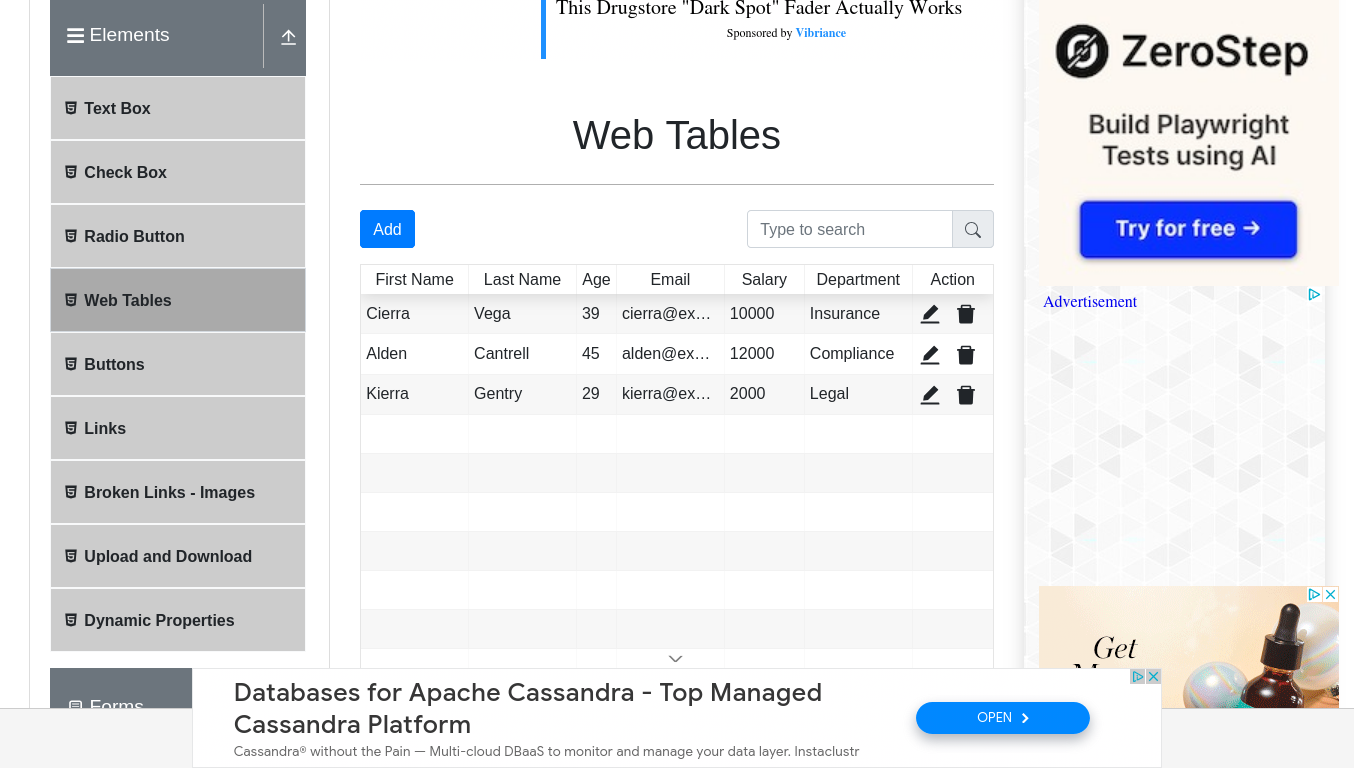 This Drugstore "Dark Spot" Fader Actually Works
Sponsored by Vibriance
Elements
Text Box
Check Box
Radio Button
Web Tables
Buttons
Links
Broken Links - Images
Upload and Download
Dynamic Properties
Forms
Web Tables
Add
Type to search
First Name Last Name Age Email Salary Department Action
Cierra Vega 39 cierra@ex… 10000 Insurance
Alden Cantrell 45 alden@ex… 12000 Compliance
Kierra Gentry 29 kierra@ex… 2000 Legal
ZeroStep
Build Playwright
Tests using AI
Try for free →
Advertisement
Get
Databases for Apache Cassandra - Top Managed
Cassandra Platform
Cassandra® without the Pain — Multi-cloud DBaaS to monitor and manage your data layer. Instaclustr
OPEN